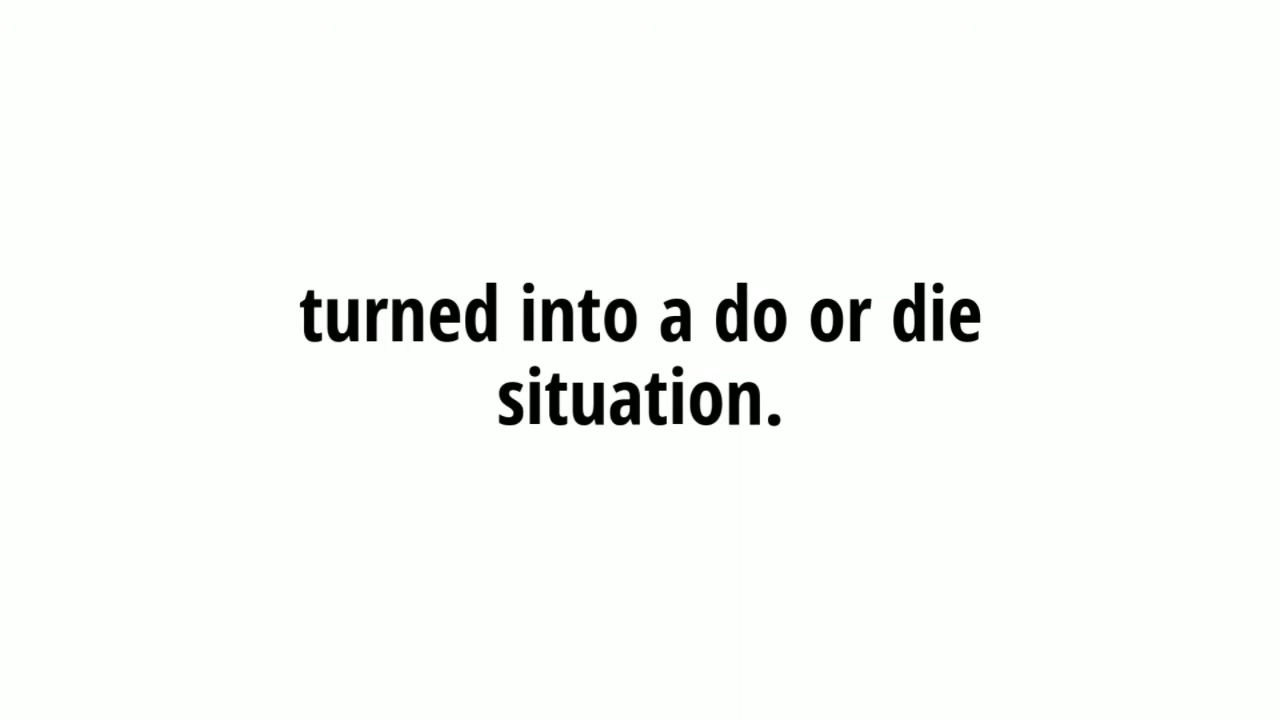 turned into a do or die
situation.